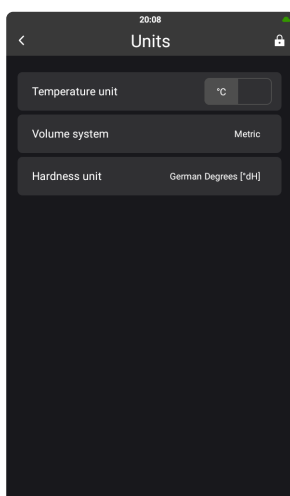 20:08
Units
Temperature unit °C
Volume system Metric
Hardness unit German Degrees [°dH]